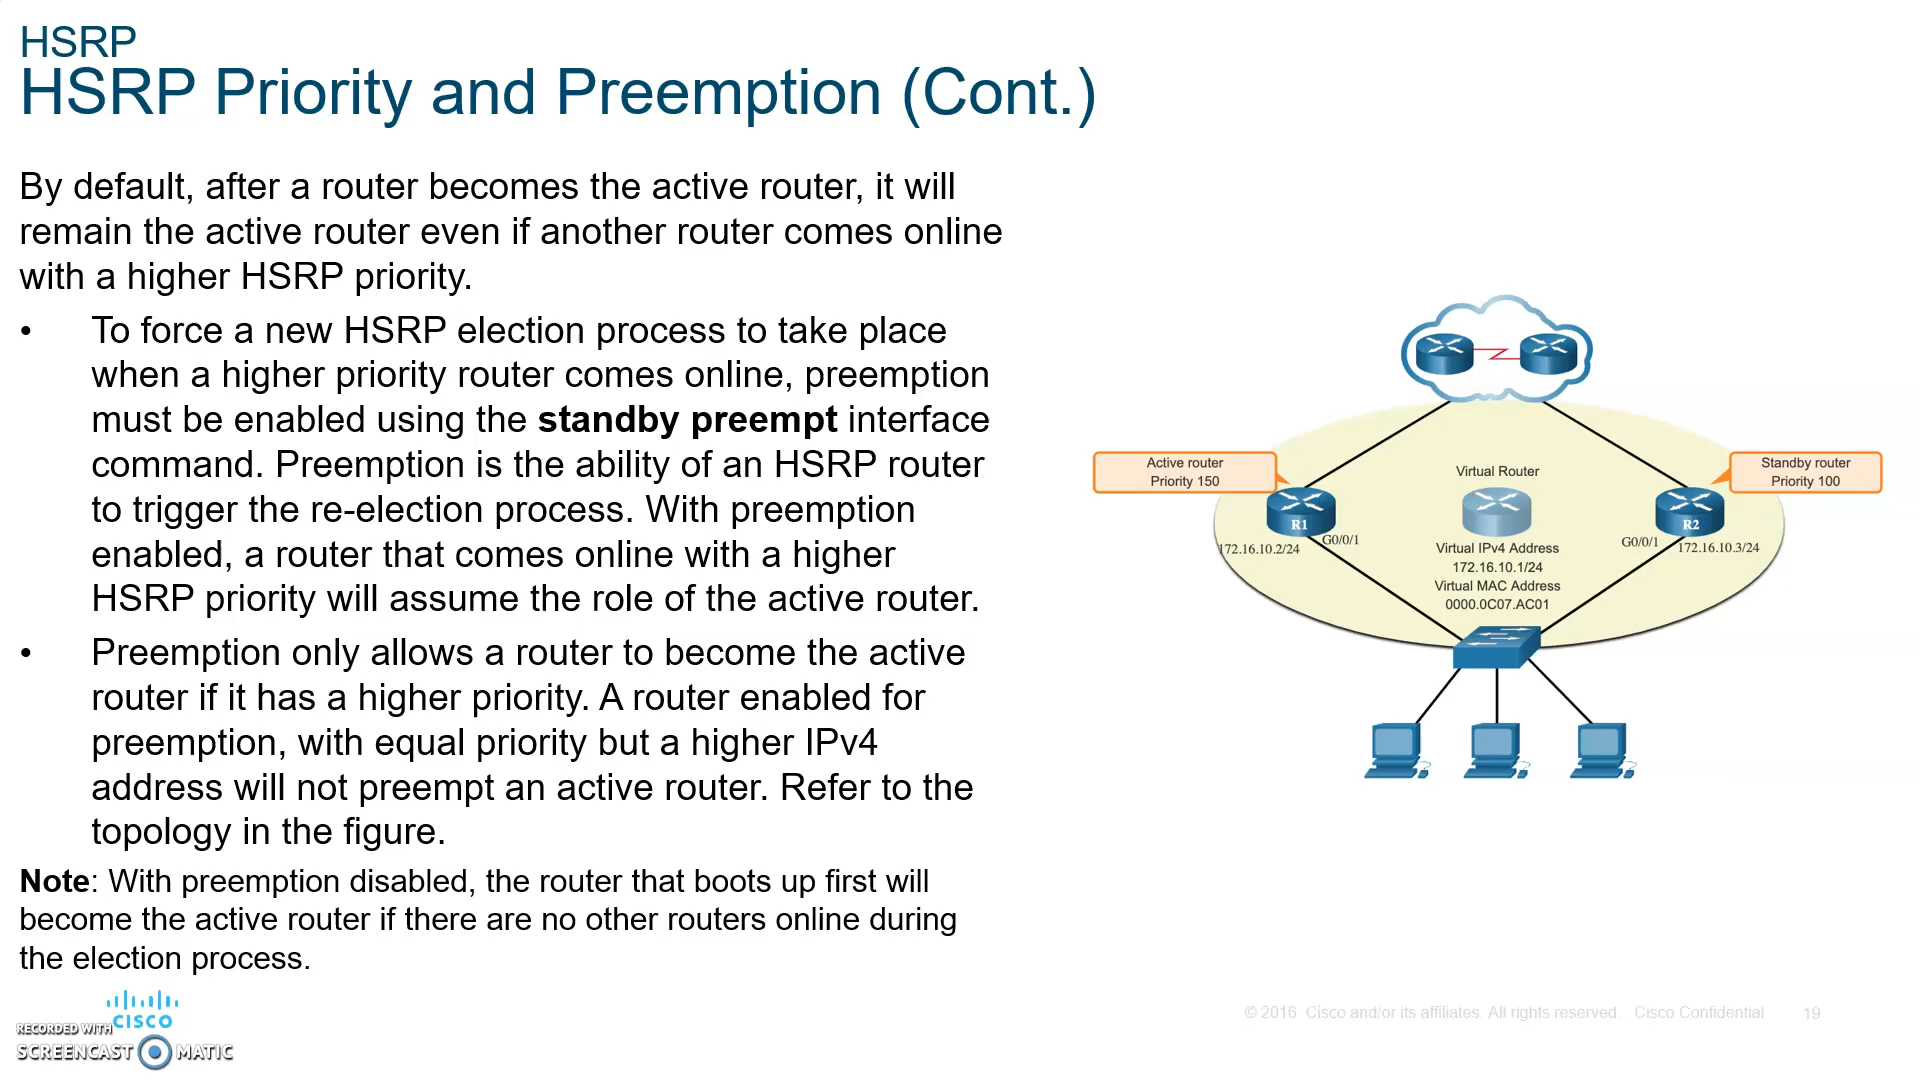 HSRP
HSRP Priority and Preemption (Cont.)
By default, after a router becomes the active router, it will
remain the active router even if another router comes online
with a higher HSRP priority.
• To force a new HSRP election process to take place
when a higher priority router comes online, preemption
must be enabled using the standby preempt interface
command. Preemption is the ability of an HSRP router
to trigger the re-election process. With preemption
enabled, a router that comes online with a higher
HSRP priority will assume the role of the active router.
• Preemption only allows a router to become the active
router if it has a higher priority. A router enabled for
preemption, with equal priority but a higher IPv4
address will not preempt an active router. Refer to the
topology in the figure.
Note: With preemption disabled, the router that boots up first will
become the active router if there are no other routers online during
the election process.
Active router
Priority 150
Virtual Router
Standby router
Priority 100
R1
R2
G0/0/1
172.16.10.2/24
G0/0/1
172.16.10.3/24
Virtual IPv4 Address
172.16.10.1/24
Virtual MAC Address
0000.0C07.AC01
CISCO
RECORDED WITH
SCREENCAST MATIC
© 2016 Cisco and/or its affiliates. All rights reserved. Cisco Confidential
19